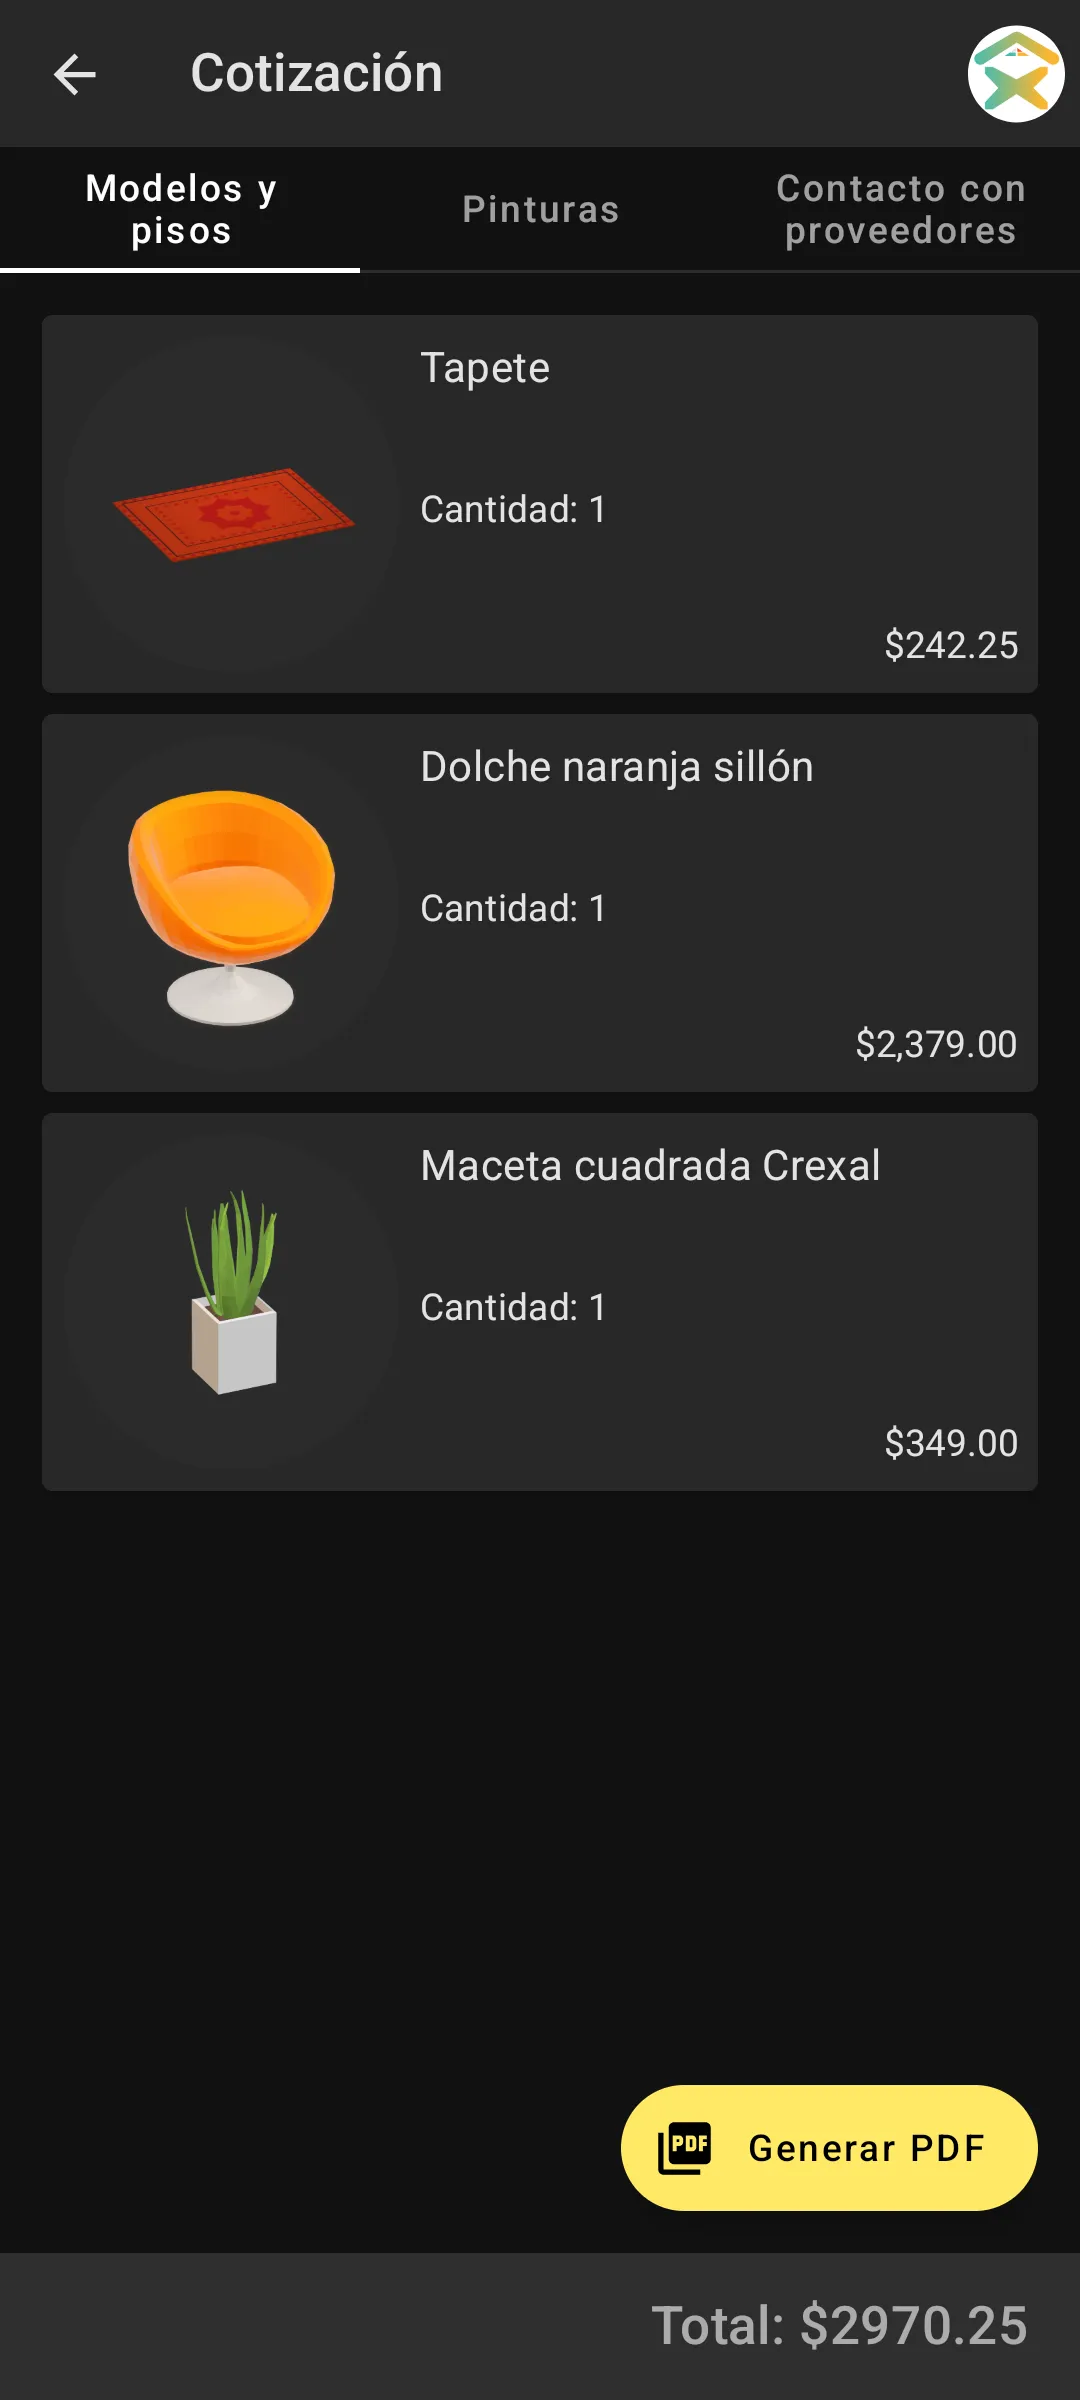 Cotización
Modelos y
pisos
Pinturas
Contacto con
proveedores
Tapete
Cantidad: 1
$242.25
Dolche naranja sillón
Cantidad: 1
$2,379.00
Maceta cuadrada Crexal
Cantidad: 1
$349.00
PDF
Generar PDF
Total: $2970.25